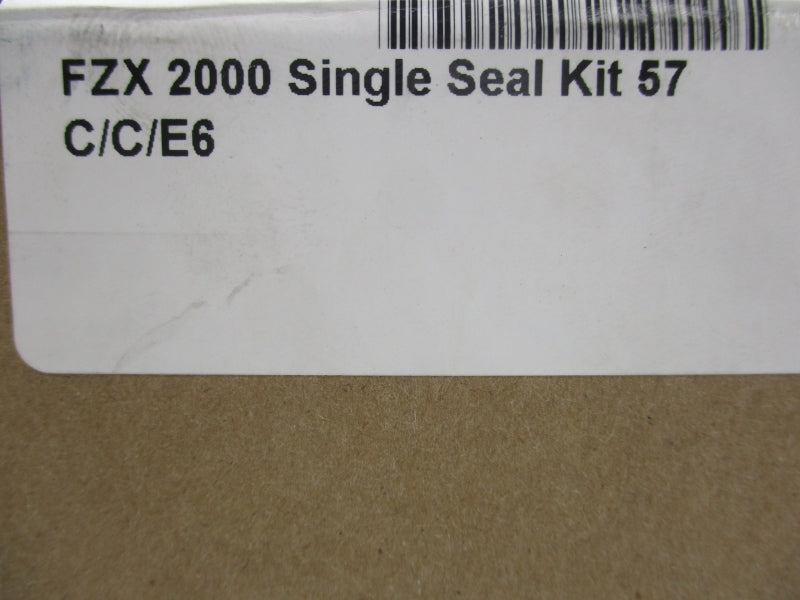 FZX 2000 Single Seal Kit 57
C/C/E6